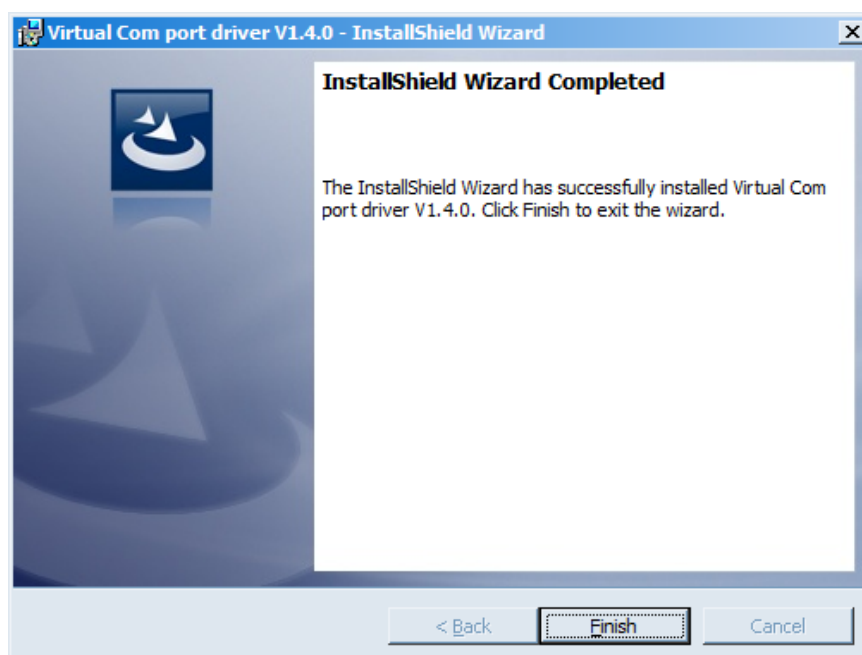 Virtual Com port driver V1.4.0 - InstallShield Wizard
InstallShield Wizard Completed
The InstallShield Wizard has successfully installed Virtual Com
port driver V1.4.0. Click Finish to exit the wizard.
< Back Finish Cancel